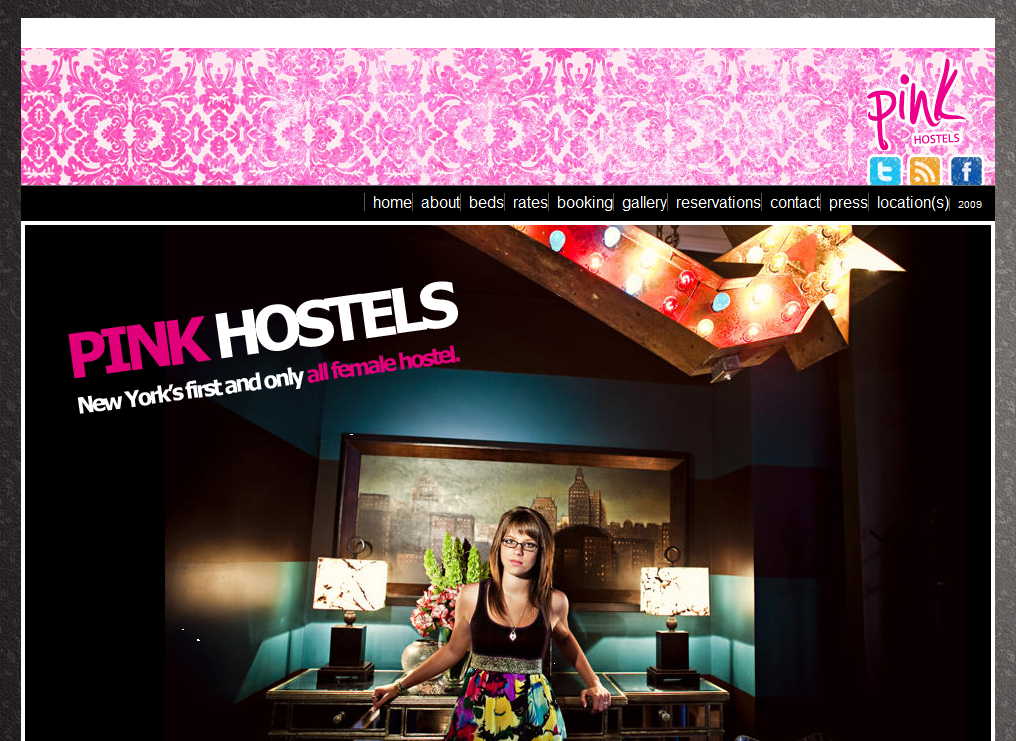 pink
HOSTELS
home about beds rates booking gallery reservations contact press location(s) 2009
PINK HOSTELS
New York's first and only all female hostel.